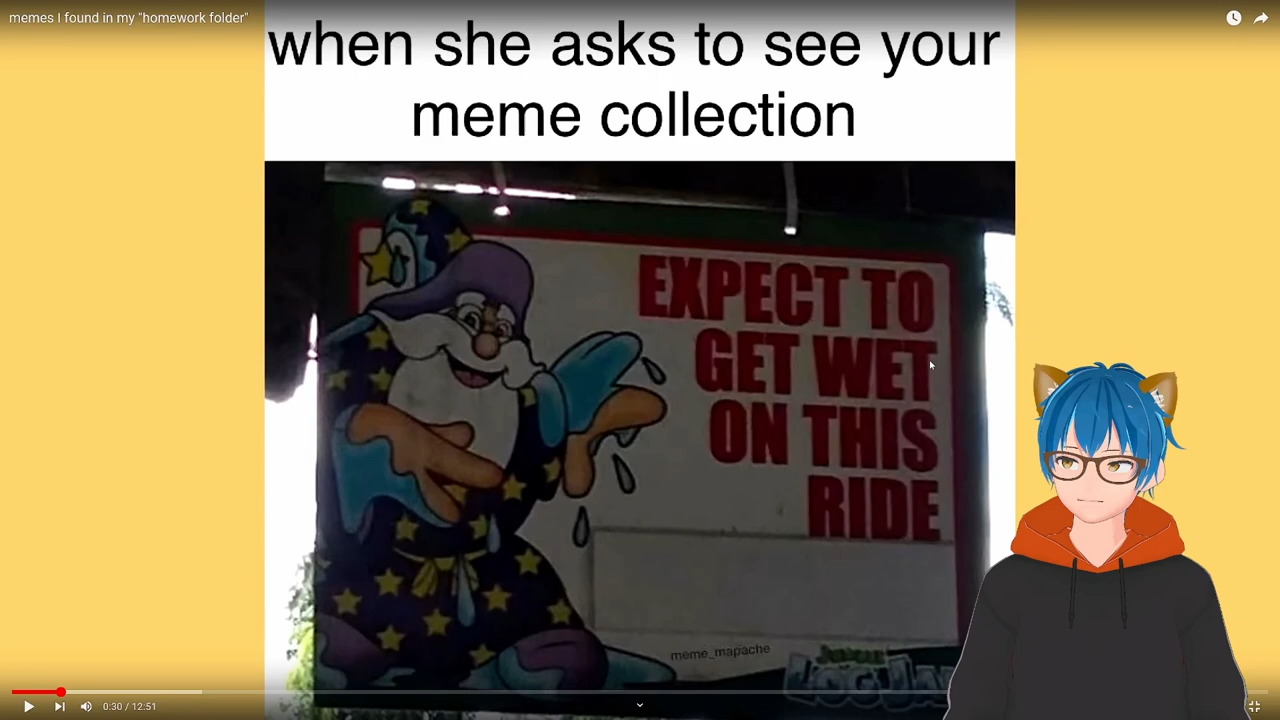 memes I found in my "homework folder"
when she asks to see your
meme collection
EXPECT TO
GET WET
ON THIS
RIDE
meme_mapache
0:30 / 12:51